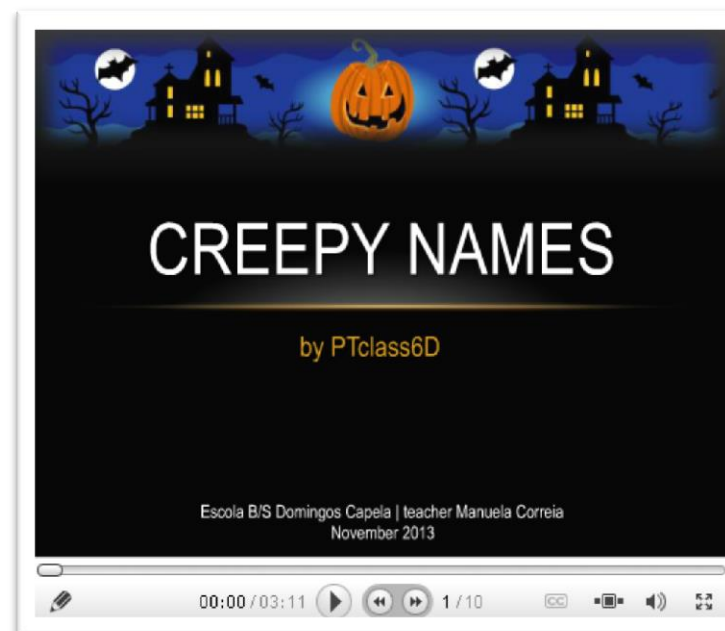 CREEPY NAMES
by PTclass6D
Escola B/S Domingos Capela | teacher Manuela Correia
November 2013
00:00/03:11 1/10 CC